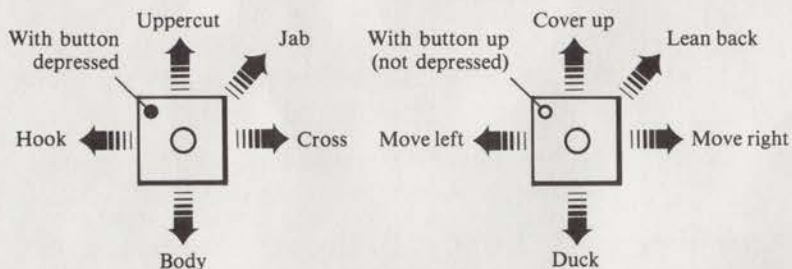 Uppercut
With button
depressed
Jab
Hook
Cross
Body
Cover up
With button up
(not depressed)
Lean back
Move left
Move right
Duck